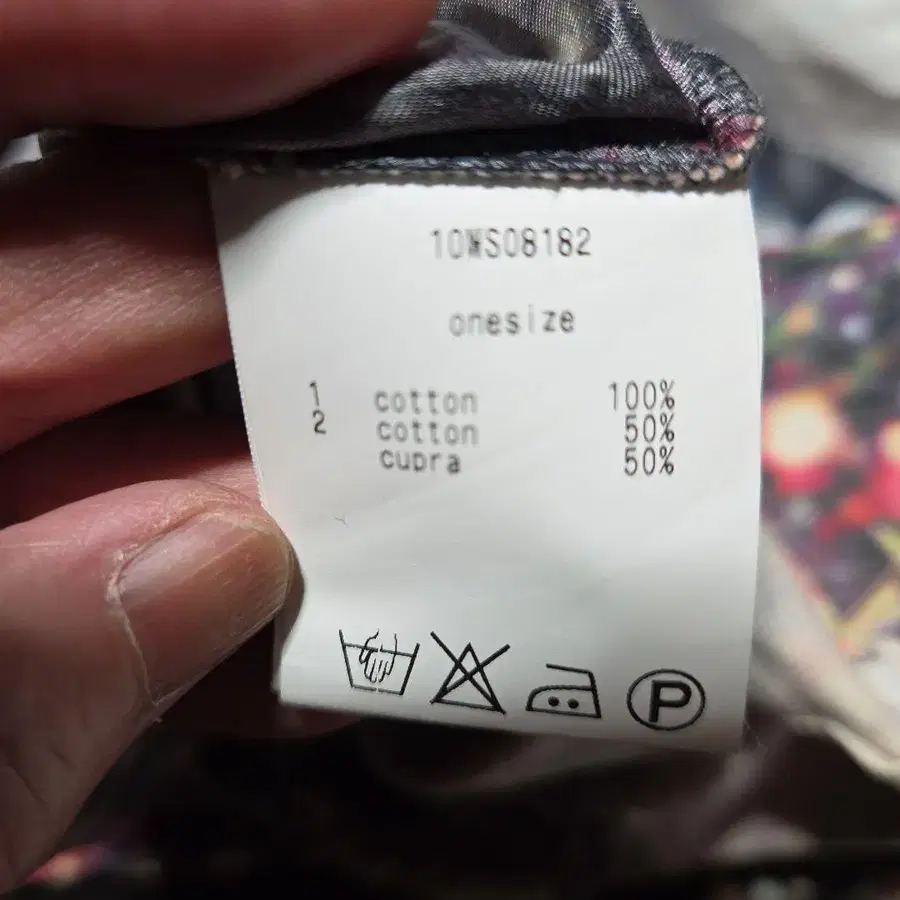 10WS08182
onesize
1 cotton 100%
2 cotton 50%
cupra 50%
P